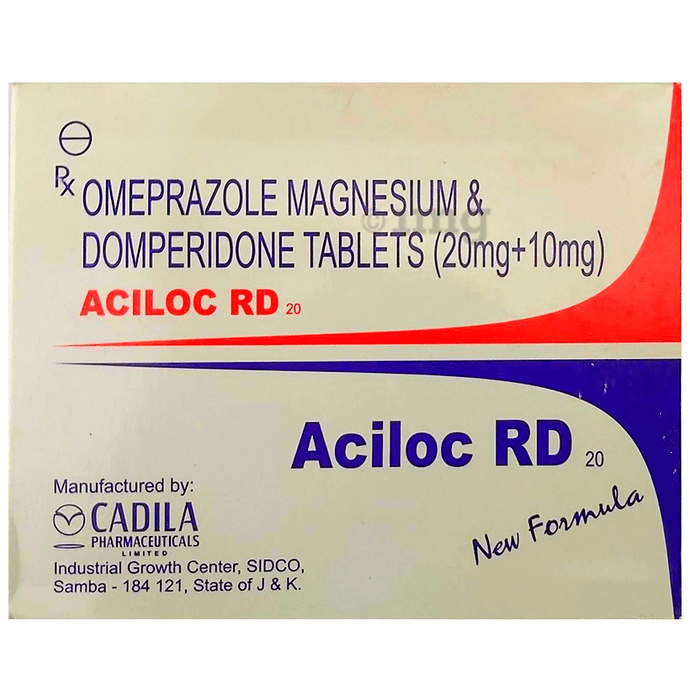 Rx OMEPRAZOLE MAGNESIUM &
DOMPERIDONE TABLETS (20mg+10mg)
ACILOC RD 20
Aciloc RD 20
New Formula
Manufactured by:
CADILA
PHARMACEUTICALS
LIMITED
Industrial Growth Center, SIDCO,
Samba - 184 121, State of J & K.